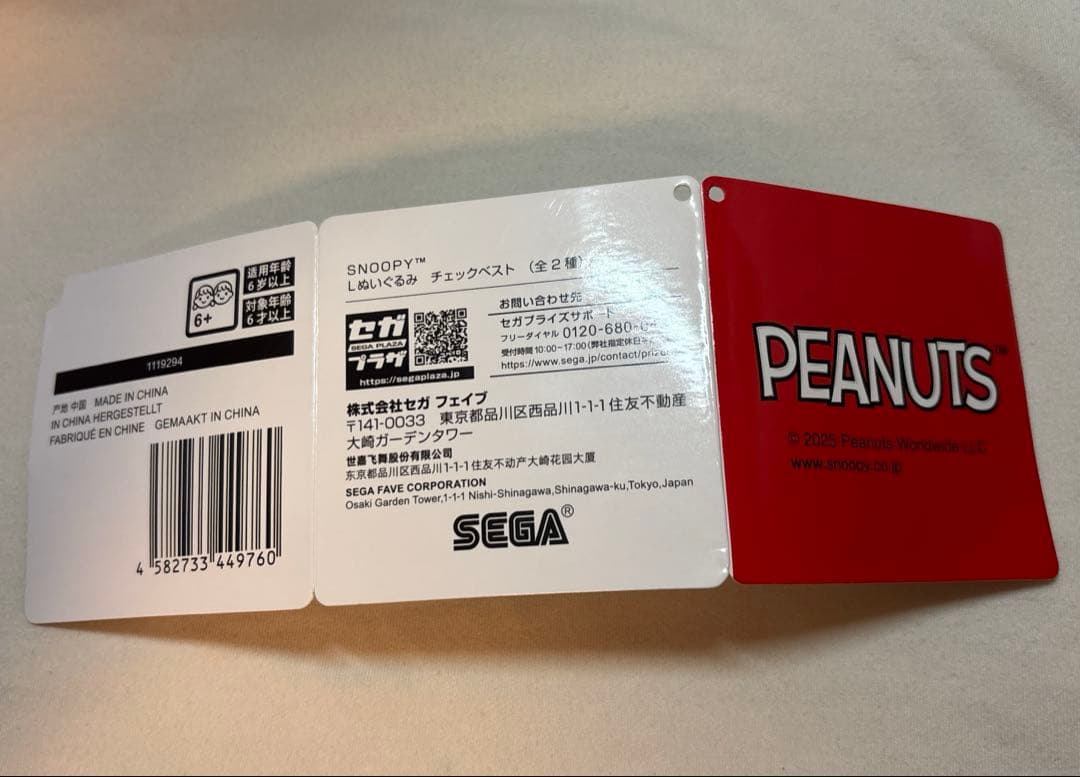 适用年龄
6岁以上
対象年齢
6才以上
6+
1119294
产地 中国 MADE IN CHINA
IN CHINA HERGESTELLT
FABRIQUÉ EN CHINE GEMAAKT IN CHINA
4 582733 449760
SNOOPY™
Lぬいぐるみ チェックベスト (全2種)
お問い合わせ先
セガプライズサポート
フリーダイヤル 0120-680-
受付時間 10:00~17:00
https://www.sega.jp/contact/
セガ
SEGA PLAZA
プラザ
https://segaplaza.jp
株式会社セガ フェイブ
〒141-0033 東京都品川区西品川1-1-1 住友不動産
大崎ガーデンタワー
世嘉飞舞股份有限公司
东京都品川区西品川1-1-1住友不动产大崎花园大厦
SEGA FAVE CORPORATION
Osaki Garden Tower,1-1-1 Nishi-Shinagawa,Shinagawa-ku,Tokyo,Japan
SEGA®
PEANUTS™
© 2025 Peanuts Worldwide LLC
www.snoopy.co.jp